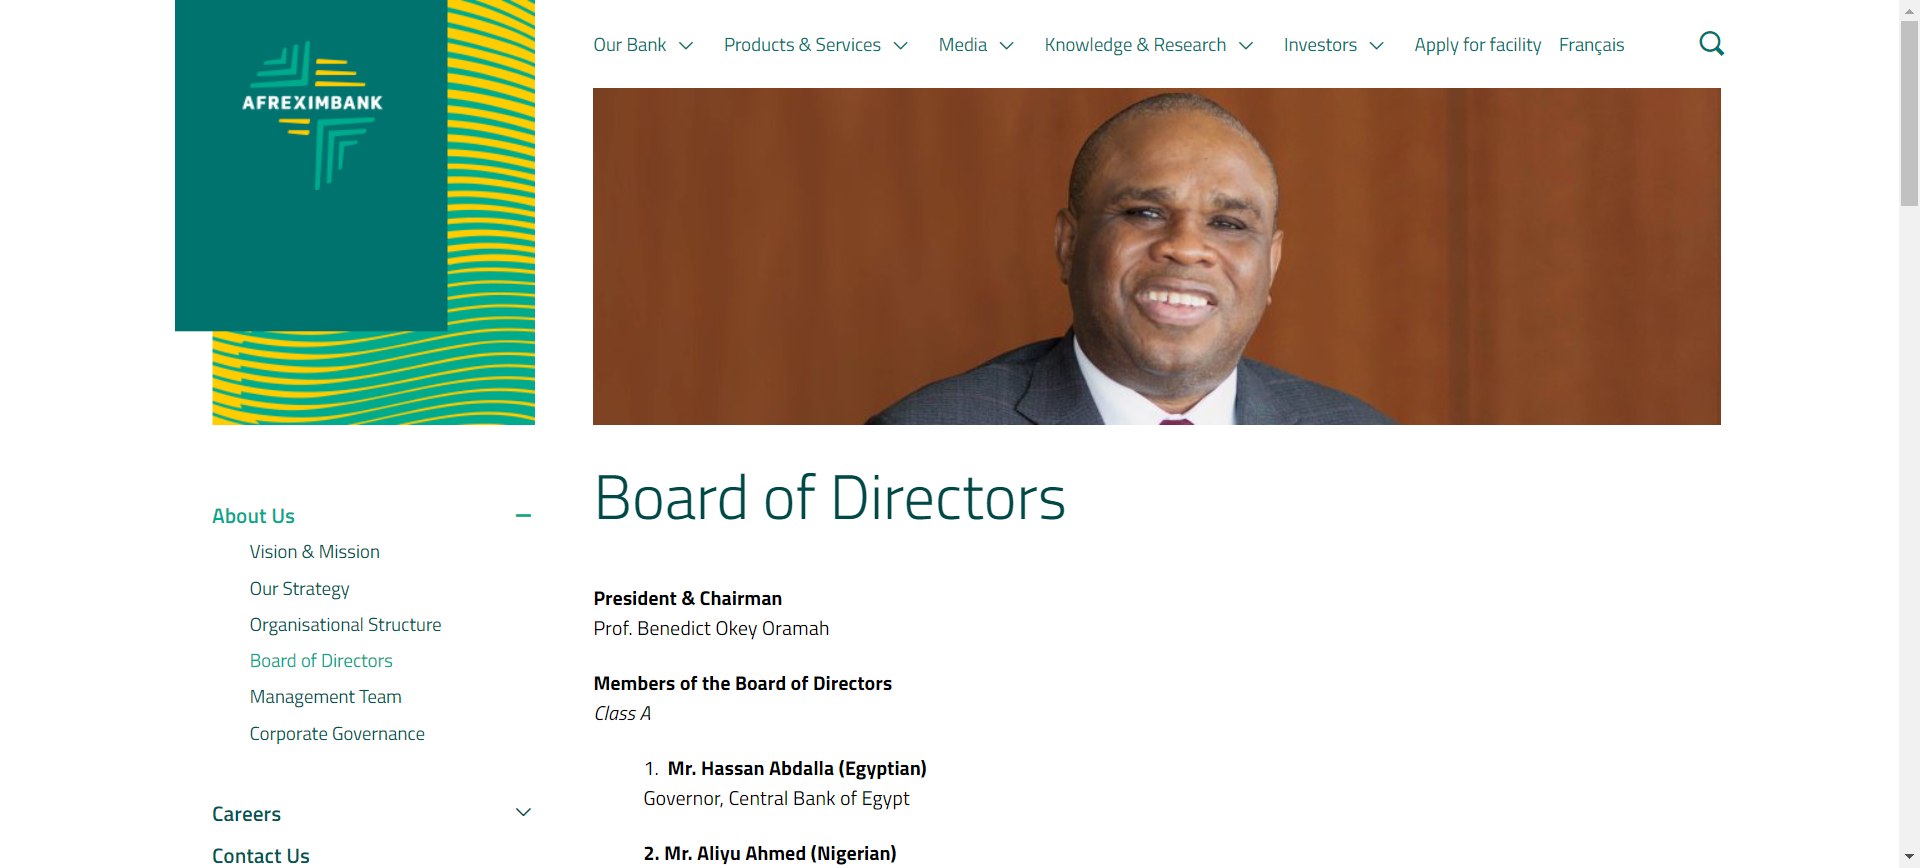 AFREXIMBANK
Our Bank Products & Services Media Knowledge & Research Investors Apply for facility Français
Board of Directors
About Us
Vision & Mission
Our Strategy
Organisational Structure
Board of Directors
Management Team
Corporate Governance
Careers
Contact Us
President & Chairman
Prof. Benedict Okey Oramah
Members of the Board of Directors
Class A
1. Mr. Hassan Abdalla (Egyptian)
Governor, Central Bank of Egypt
2. Mr. Aliyu Ahmed (Nigerian)